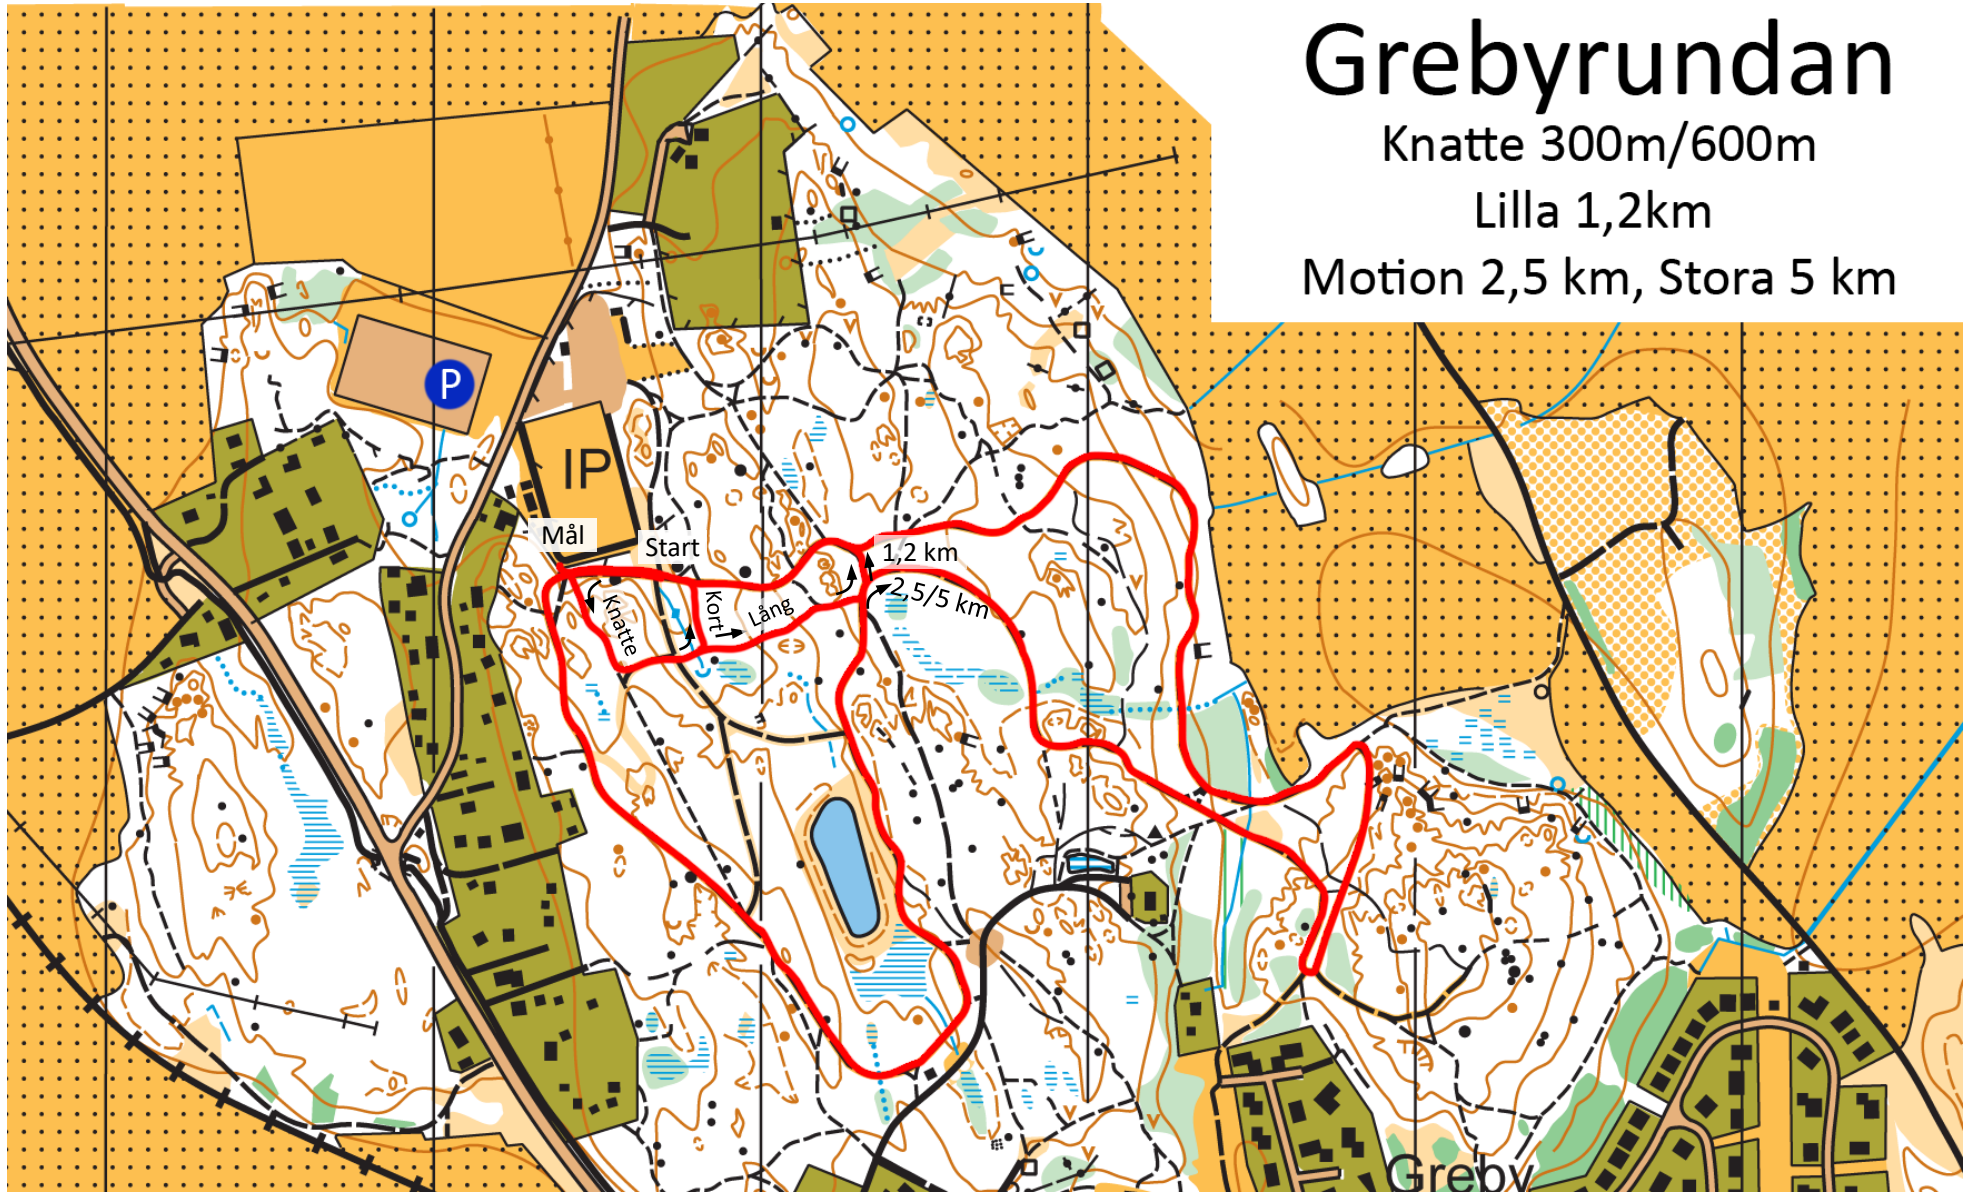 Grebyrundan
Knatte 300m/600m
Lilla 1,2km
Motion 2,5 km, Stora 5 km
P
IP
Mål
Start
1,2 km
2,5/5 km
Knatte
Kort
Lång
Greby